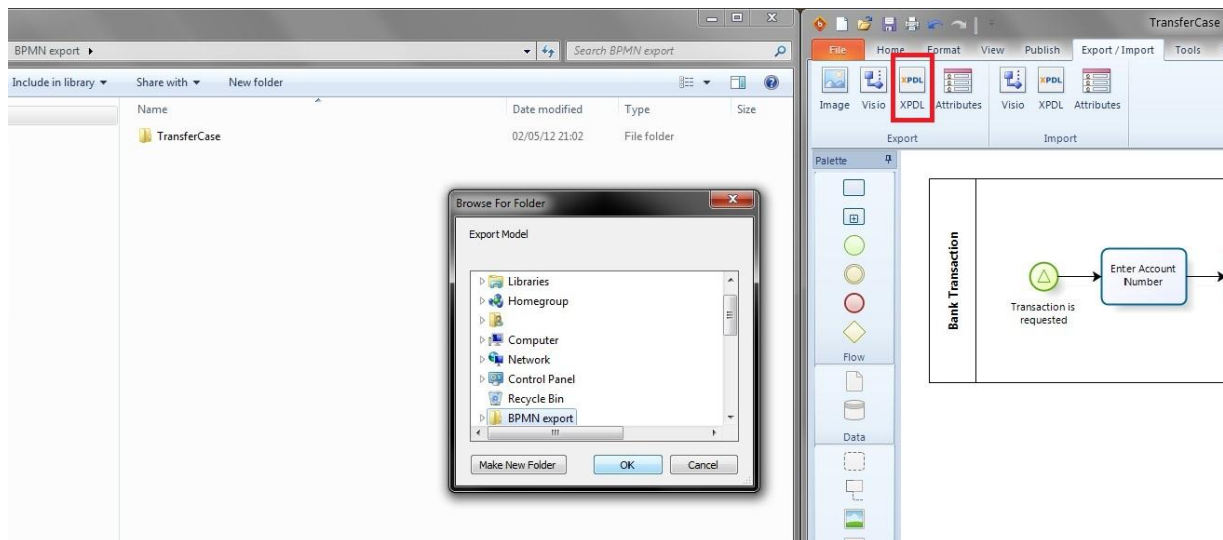 BPMN export
Search BPMN export
Include in library
Share with
New folder
Name
Date modified
Type
Size
TransferCase
02/05/12 21:02
File folder
Browse For Folder
Export Model
Libraries
Homegroup
Computer
Network
Control Panel
Recycle Bin
BPMN export
Make New Folder
OK
Cancel
TransferCase
File
Home
Format
View
Publish
Export / Import
Tools
XPDL
XPDL
Image
Visio
XPDL
Attributes
Visio
XPDL
Attributes
Export
Import
Palette
Flow
Data
Bank Transaction
Transaction is
requested
Enter Account
Number